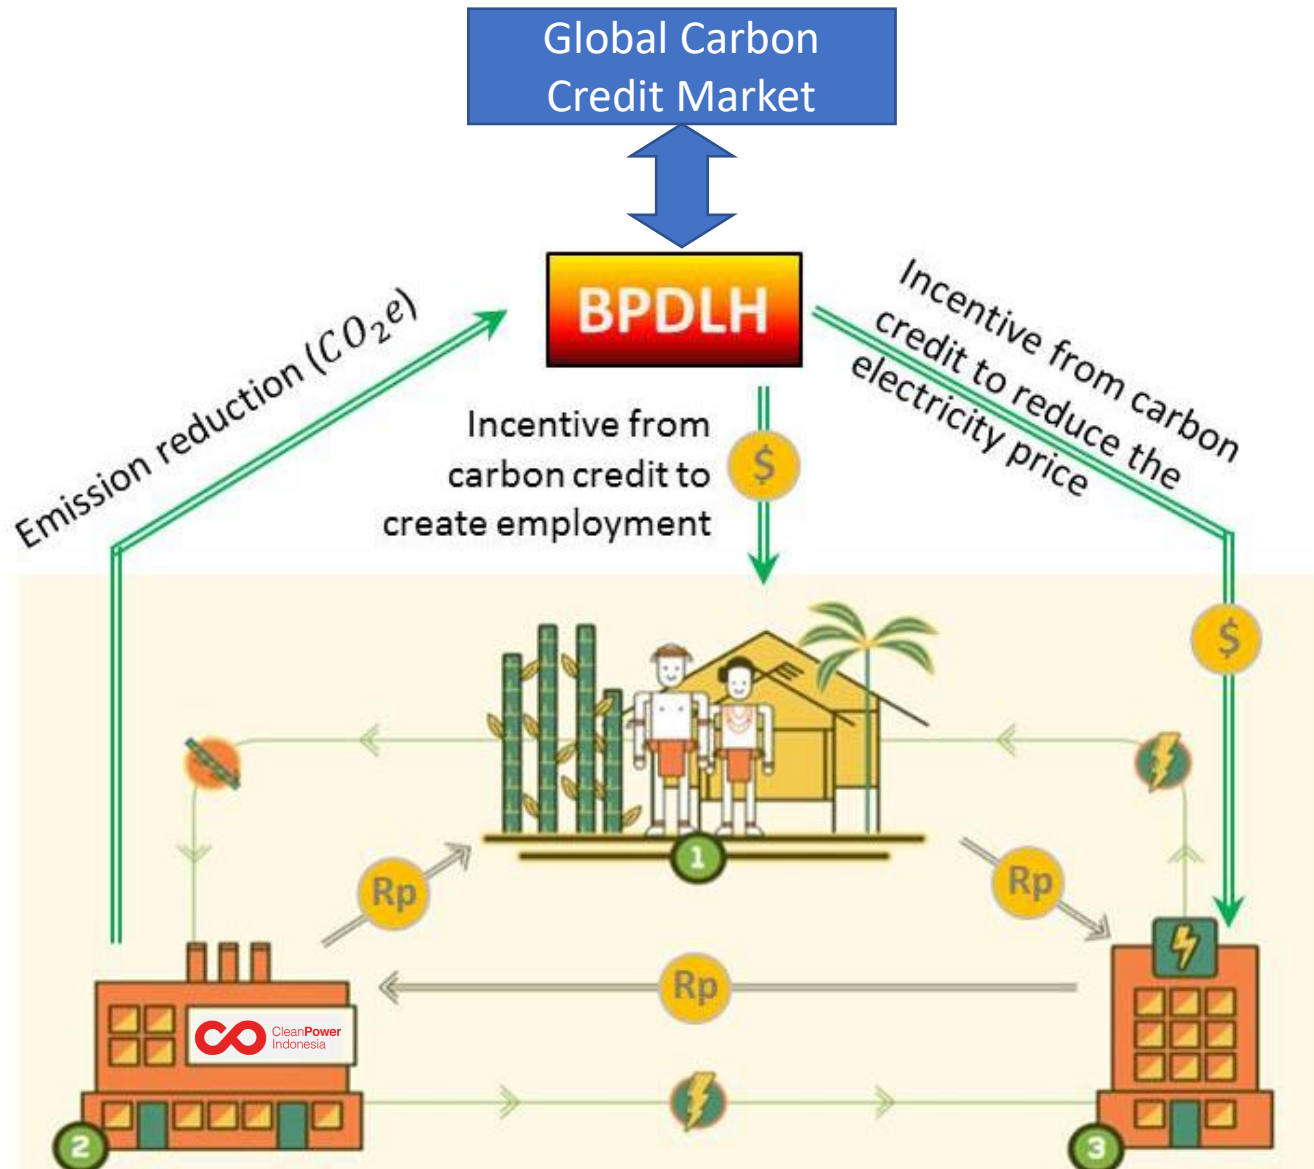 Global Carbon
Credit Market
BPDLH
Emission reduction (CO₂e)
Incentive from
carbon credit to
create employment
$
Incentive from carbon
credit to reduce the
electricity price
$
1
Rp
Rp
Rp
CleanPower
Indonesia
2
3